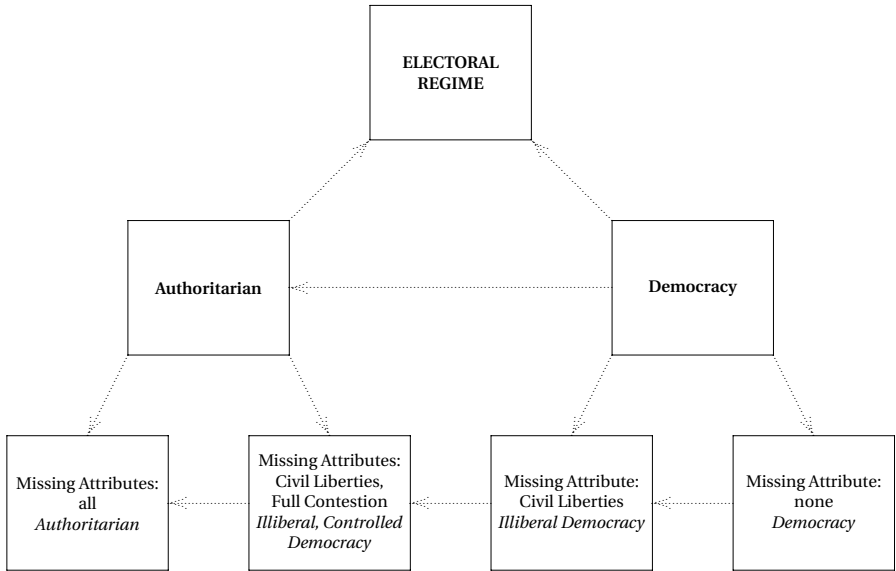 ELECTORAL
REGIME
Authoritarian
Democracy
Missing Attributes:
all
Authoritarian
Missing Attributes:
Civil Liberties,
Full Contestion
Illiberal, Controlled
Democracy
Missing Attribute:
Civil Liberties
Illiberal Democracy
Missing Attribute:
none
Democracy